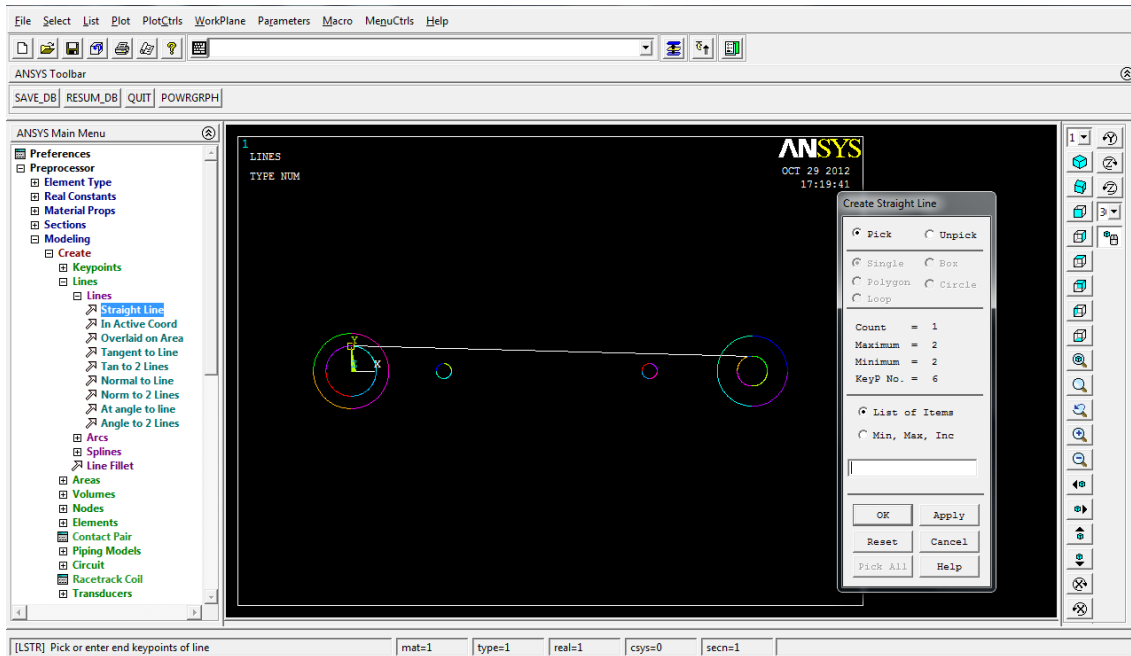 File Select List Plot PlotCtrls WorkPlane Parameters Macro MenuCtrls Help
ANSYS Toolbar
SAVE_DB RESUM_DB QUIT POWRGRPH
ANSYS Main Menu
Preferences
Preprocessor
Element Type
Real Constants
Material Props
Sections
Modeling
Create
Keypoints
Lines
Lines
Straight Line
In Active Coord
Overlaid on Area
Tangent to Line
Tan to 2 Lines
Normal to Line
Norm to 2 Lines
At angle to line
Angle to 2 Lines
Arcs
Splines
Line Fillet
Areas
Volumes
Nodes
Elements
Contact Pair
Piping Models
Circuit
Racetrack Coil
Transducers
1
LINES
TYPE NUM
ANSYS
OCT 29 2012
17:19:41
Y
X
Create Straight Line
Pick Unpick
Single Box
Polygon Circle
Loop
Count = 1
Maximum = 2
Minimum = 2
KeyP No. = 6
List of Items
Min, Max, Inc
OK Apply
Reset Cancel
Pick All Help
1
[LSTR] Pick or enter end keypoints of line
mat=1 type=1 real=1 csys=0 secn=1